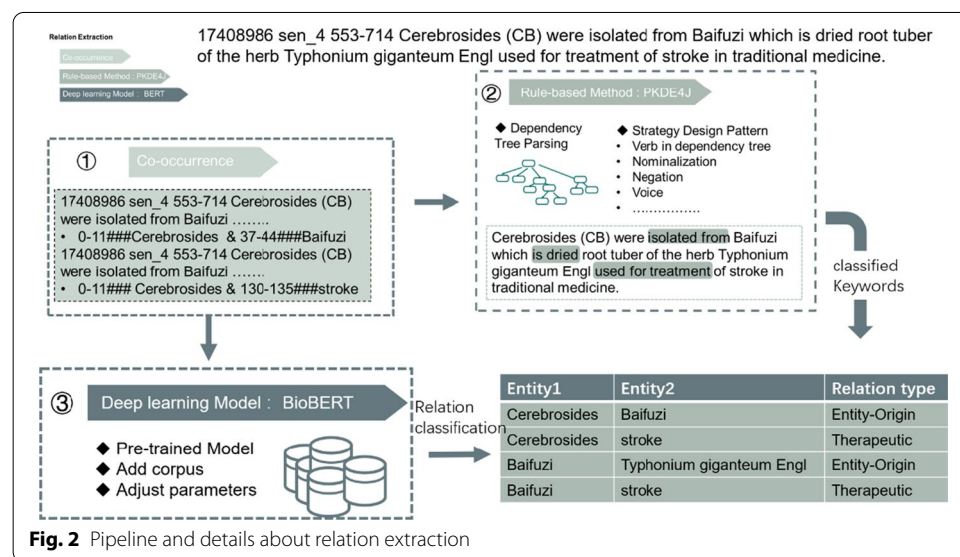 Relation Extraction
Co-occurrence
Rule-based Method : PKDE4J
Deep learning Model : BERT
17408986 sen_4 553-714 Cerebrosides (CB) were isolated from Baifuzi which is dried root tuber
of the herb Typhonium giganteum Engl used for treatment of stroke in traditional medicine.
① Co-occurrence
17408986 sen_4 553-714 Cerebrosides (CB)
were isolated from Baifuzi ……..
• 0-11###Cerebrosides & 37-44###Baifuzi
17408986 sen_4 553-714 Cerebrosides (CB)
were isolated from Baifuzi ……..
• 0-11### Cerebrosides & 130-135###stroke
② Rule-based Method : PKDE4J
◆ Dependency
Tree Parsing
◆ Strategy Design Pattern
• Verb in dependency tree
• Nominalization
• Negation
• Voice
• ………………
Cerebrosides (CB) were isolated from Baifuzi
which is dried root tuber of the herb Typhonium
giganteum Engl used for treatment of stroke in
traditional medicine.
classified
Keywords
③ Deep learning Model : BioBERT
◆ Pre-trained Model
◆ Add corpus
◆ Adjust parameters
Relation
classification
Entity1 Entity2 Relation type
Cerebrosides Baifuzi Entity-Origin
Cerebrosides stroke Therapeutic
Baifuzi Typhonium giganteum Engl Entity-Origin
Baifuzi stroke Therapeutic
Fig. 2 Pipeline and details about relation extraction